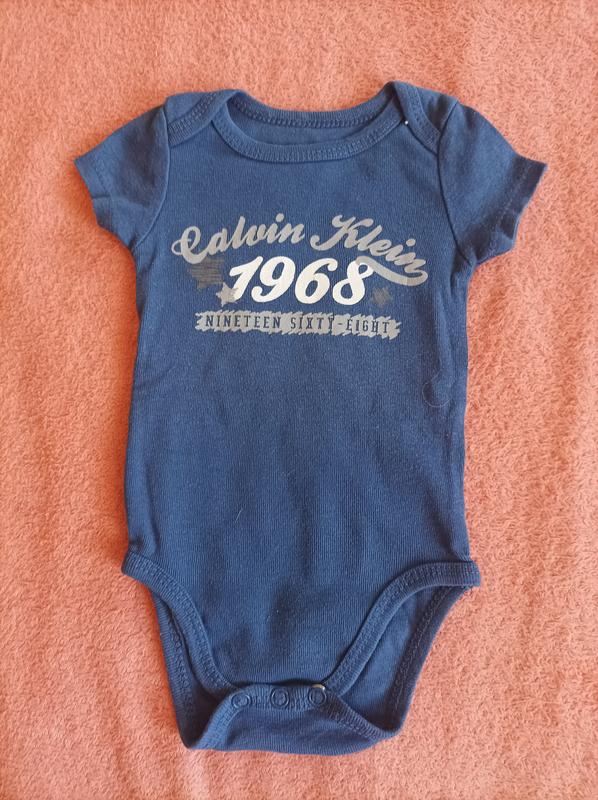 Calvin Klein
1968
NINETEEN SIXTY-EIGHT